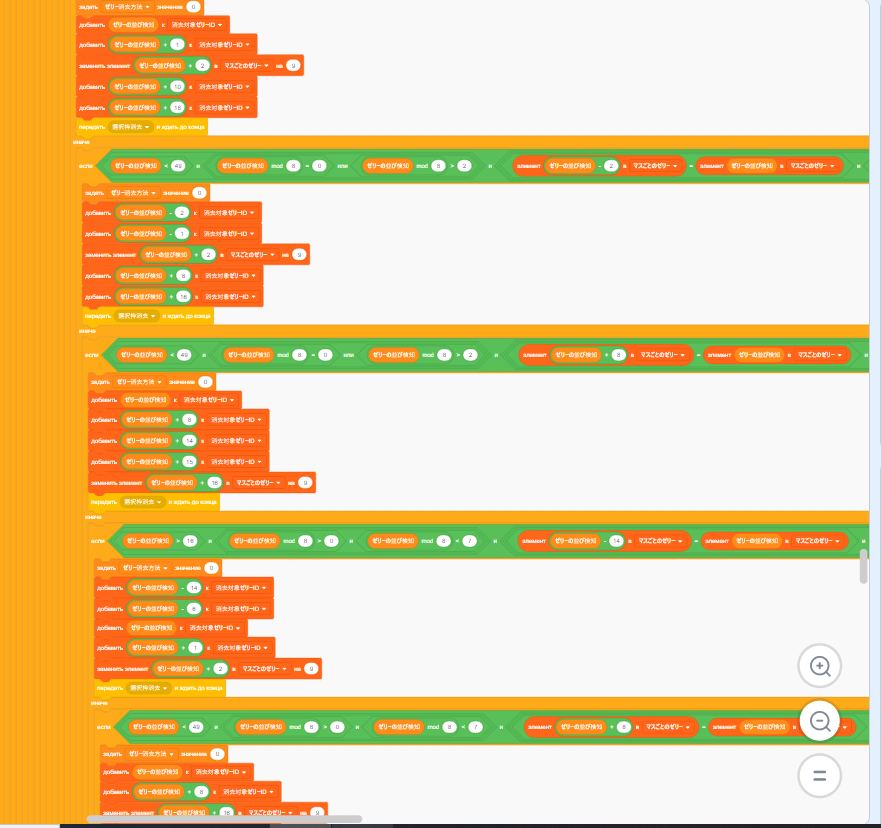 задать ゼリー消去方法 значение 0
добавить ゼリーの並び検知 к 消去対象ゼリーID
добавить ゼリーの並び検知 + 1 к 消去対象ゼリーID
заменить элемент ゼリーの並び検知 + 2 в マスごとのゼリー на 9
добавить ゼリーの並び検知 + 10 к 消去対象ゼリーID
добавить ゼリーの並び検知 + 18 к 消去対象ゼリーID
передать 選択枠消去 и ждать до конца
иначе
если ゼリーの並び検知 < 49 и ゼリーの並び検知 mod 8 = 0 или ゼリーの並び検知 mod 8 > 2 и элемент ゼリーの並び検知 - 2 в マスごとのゼリー = элемент ゼリーの並び検知 в マスごとのゼリー и
задать ゼリー消去方法 значение 0
добавить ゼリーの並び検知 - 2 к 消去対象ゼリーID
добавить ゼリーの並び検知 - 1 к 消去対象ゼリーID
заменить элемент ゼリーの並び検知 + 2 в マスごとのゼリー на 9
добавить ゼリーの並び検知 + 8 к 消去対象ゼリーID
добавить ゼリーの並び検知 + 16 к 消去対象ゼリーID
передать 選択枠消去 и ждать до конца
иначе
если ゼリーの並び検知 < 49 и ゼリーの並び検知 mod 8 = 0 или ゼリーの並び検知 mod 8 > 2 и элемент ゼリーの並び検知 + 8 в マスごとのゼリー = элемент ゼリーの並び検知 в マスごとのゼリー и
задать ゼリー消去方法 значение 0
добавить ゼリーの並び検知 к 消去対象ゼリーID
добавить ゼリーの並び検知 + 8 к 消去対象ゼリーID
добавить ゼリーの並び検知 + 14 к 消去対象ゼリーID
добавить ゼリーの並び検知 + 15 к 消去対象ゼリーID
заменить элемент ゼリーの並び検知 + 16 в マスごとのゼリー на 9
передать 選択枠消去 и ждать до конца
иначе
если ゼリーの並び検知 > 16 и ゼリーの並び検知 mod 8 > 0 и ゼリーの並び検知 mod 8 < 7 и элемент ゼリーの並び検知 - 14 в マスごとのゼリー = элемент ゼリーの並び検知 в マスごとのゼリー и
задать ゼリー消去方法 значение 0
добавить ゼリーの並び検知 - 14 к 消去対象ゼリーID
добавить ゼリーの並び検知 - 6 к 消去対象ゼリーID
добавить ゼリーの並び検知 к 消去対象ゼリーID
добавить ゼリーの並び検知 + 1 к 消去対象ゼリーID
заменить элемент ゼリーの並び検知 + 2 в マスごとのゼリー на 9
передать 選択枠消去 и ждать до конца
иначе
если ゼリーの並び検知 < 49 и ゼリーの並び検知 mod 8 > 0 и ゼリーの並び検知 mod 8 < 7 и элемент ゼリーの並び検知 + 8 в マスごとのゼリー = элемент ゼリーの並び検知 в
задать ゼリー消去方法 значение 0
добавить ゼリーの並び検知 к 消去対象ゼリーID
добавить ゼリーの並び検知 + 8 к 消去対象ゼリーID
заменить элемент ゼリーの並び検知 + 16 в マスごとのゼリー на 9